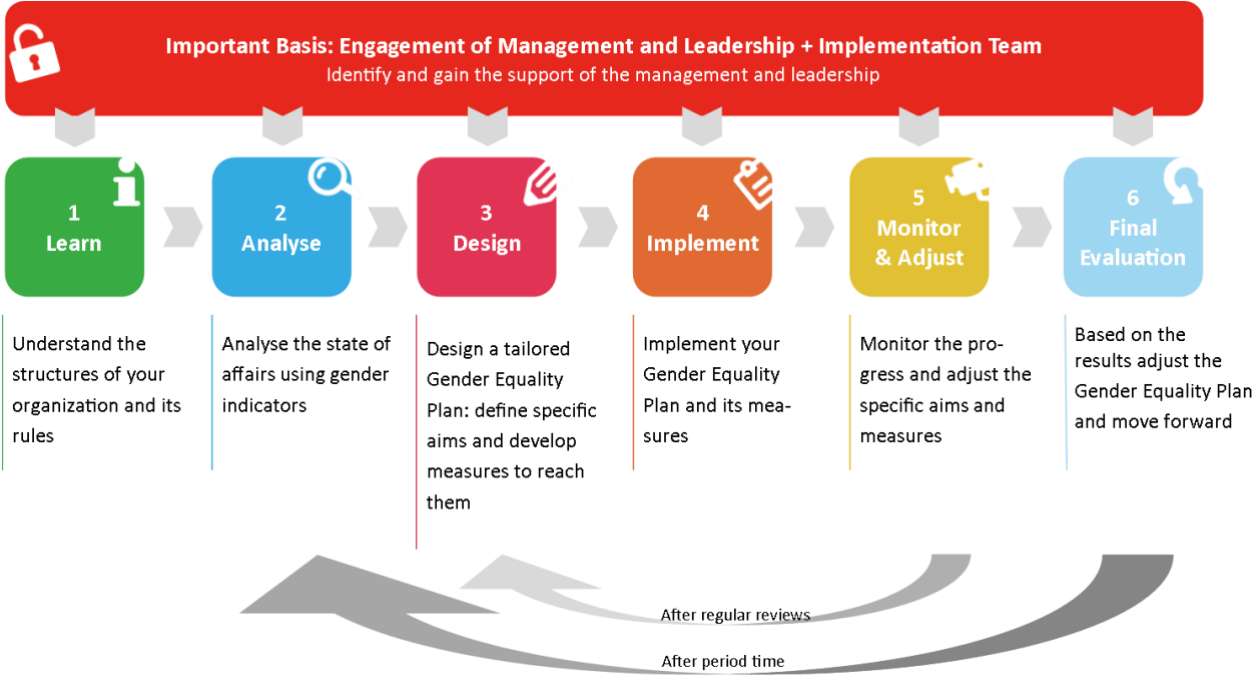 Important Basis: Engagement of Management and Leadership + Implementation Team
Identify and gain the support of the management and leadership
1
Learn
2
Analyse
3
Design
4
Implement
5
Monitor
& Adjust
6
Final
Evaluation
Understand the
structures of your
organization and its
rules
Analyse the state of
affairs using gender
indicators
Design a tailored
Gender Equality
Plan: define specific
aims and develop
measures to reach
them
Implement your
Gender Equality
Plan and its mea-
sures
Monitor the pro-
gress and adjust the
specific aims and
measures
Based on the
results adjust the
Gender Equality Plan
and move forward
After regular reviews
After period time